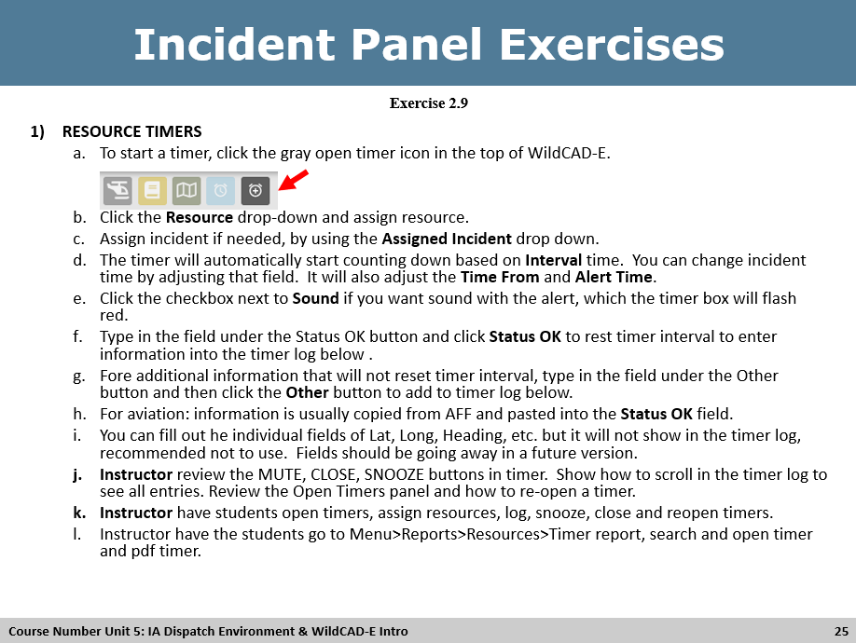 Incident Panel Exercises
Exercise 2.9
1) RESOURCE TIMERS
a. To start a timer, click the gray open timer icon in the top of WildCAD-E.
b. Click the Resource drop-down and assign resource.
c. Assign incident if needed, by using the Assigned Incident drop down.
d. The timer will automatically start counting down based on Interval time.  You can change incident
time by adjusting that field.  It will also adjust the Time From and Alert Time.
e. Click the checkbox next to Sound if you want sound with the alert, which the timer box will flash
red.
f. Type in the field under the Status OK button and click Status OK to rest timer interval to enter
information into the timer log below .
g. Fore additional information that will not reset timer interval, type in the field under the Other
button and then click the Other button to add to timer log below.
h. For aviation: information is usually copied from AFF and pasted into the Status OK field.
i. You can fill out he individual fields of Lat, Long, Heading, etc. but it will not show in the timer log,
recommended not to use.  Fields should be going away in a future version.
j. Instructor review the MUTE, CLOSE, SNOOZE buttons in timer.  Show how to scroll in the timer log to
see all entries. Review the Open Timers panel and how to re-open a timer.
k. Instructor have students open timers, assign resources, log, snooze, close and reopen timers.
l. Instructor have the students go to Menu>Reports>Resources>Timer report, search and open timer
and pdf timer.
Course Number Unit 5: IA Dispatch Environment & WildCAD-E Intro
25